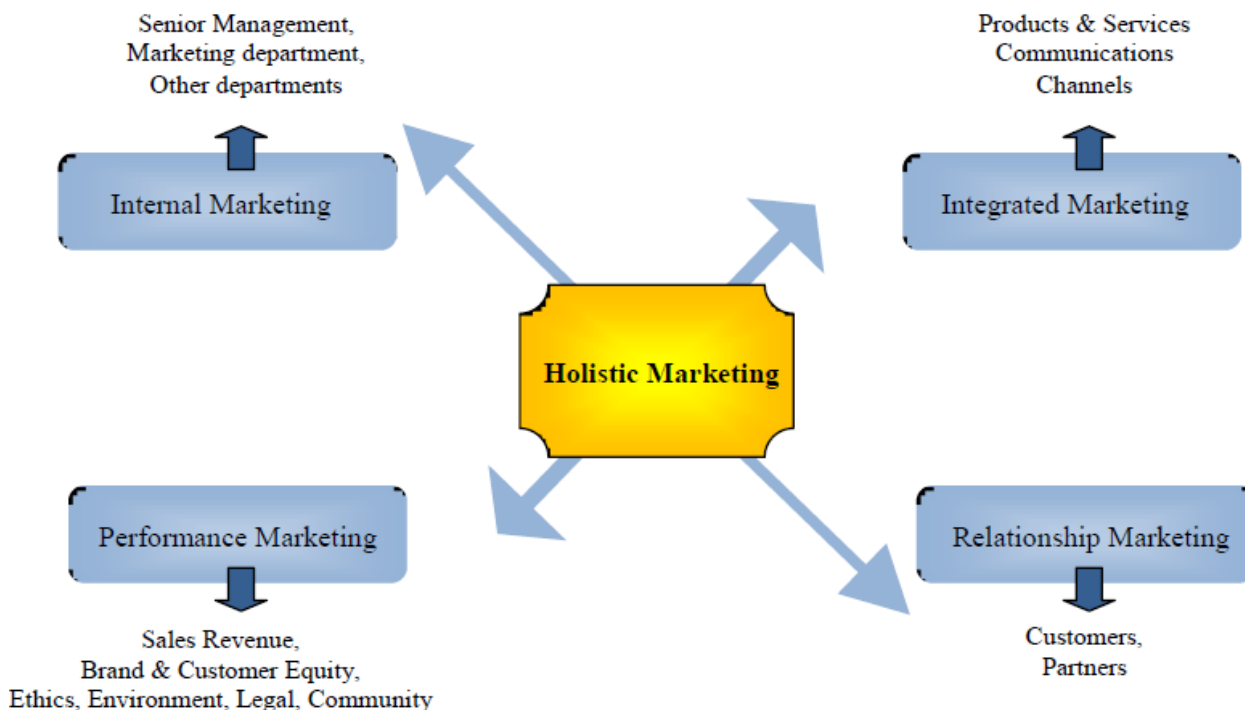 Senior Management,
Marketing department,
Other departments
Internal Marketing
Products & Services
Communications
Channels
Integrated Marketing
Holistic Marketing
Performance Marketing
Sales Revenue,
Brand & Customer Equity,
Ethics, Environment, Legal, Community
Relationship Marketing
Customers,
Partners